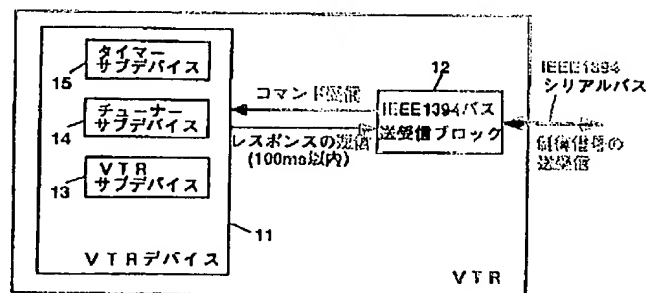 タイマー
サブデバイス
15
チューナー
サブデバイス
14
VTR
サブデバイス
13
11
VTRデバイス
コマンド受信
レスポンスの返信
(100ms以内)
12
IEEE1394バス
送受信ブロック
IEEE1394
シリアルバス
制御信号の
送受信
VTR